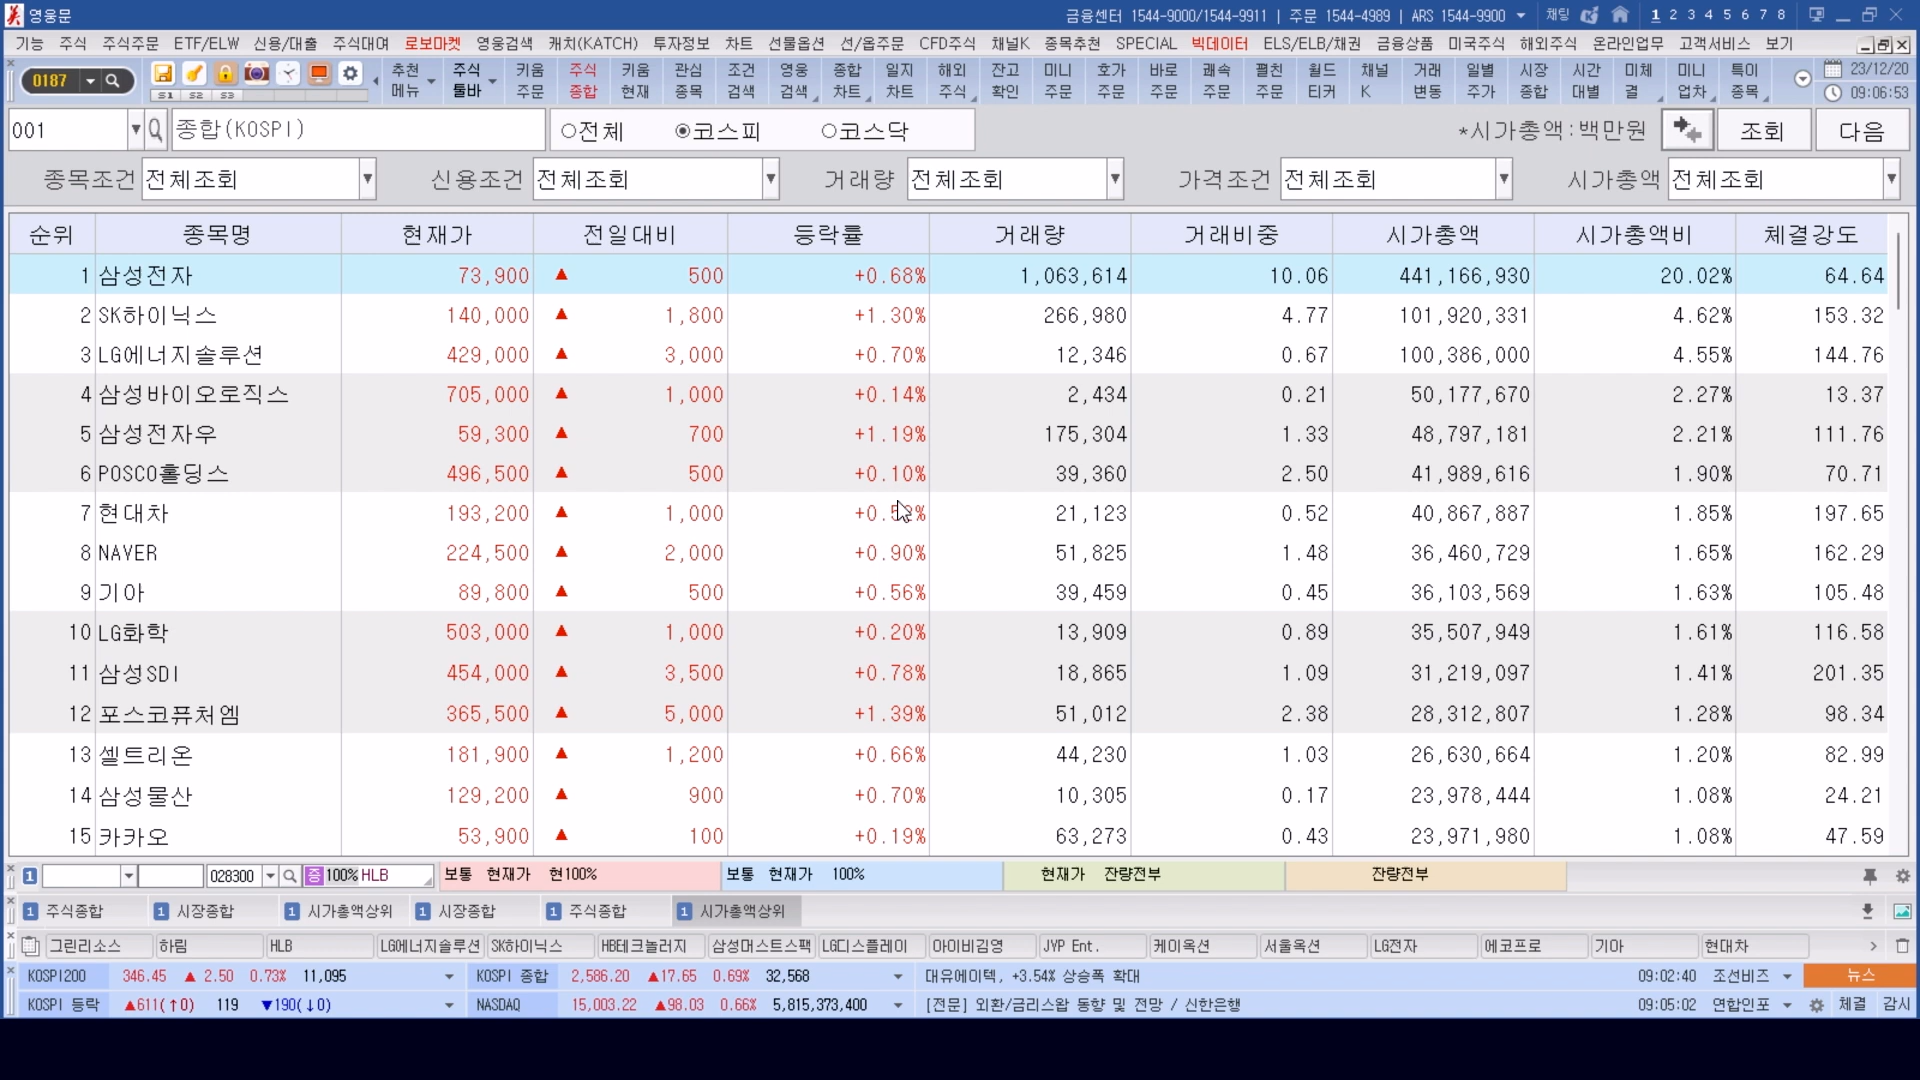 영웅문 금융센터 1544-9000/1544-9911 | 주문 1544-4989 | ARS 1544-9900 채팅 1 2 3 4 5 6 7 8
기능 주식 주식주문 ETF/ELW 신용/대출 주식대여 로보마켓 영웅검색 캐치(KATCH) 투자정보 차트 선물옵션 선/옵주문 CFD주식 채널K 종목추천 SPECIAL 빅데이터 ELS/ELB/채권 금융상품 미국주식 해외주식 온라인업무 고객서비스 보기
0187 추천 주식 키움 주식 키움 관심 조건 영웅 종합 일지 해외 잔고 미니 호가 바로 쾌속 펼친 월드 채널 거래 일별 시장 시간 미체 미니 특이 23/12/20
S1 S2 S3 메뉴 툴바 주문 종합 현재 종목 검색 검색 차트 차트 주식 확인 주문 주문 주문 주문 주문 티커 K 변동 주가 종합 대별 결 업차 종목 09:06:53
001 종합(KOSPI) 전체 코스피 코스닥 *시가총액:백만원 조회 다음
종목조건 전체조회 신용조건 전체조회 거래량 전체조회 가격조건 전체조회 시가총액 전체조회
순위 종목명 현재가 전일대비 등락률 거래량 거래비중 시가총액 시가총액비 체결강도
1 삼성전자 73,900 ▲ 500 +0.68% 1,063,614 10.06 441,166,930 20.02% 64.64
2 SK하이닉스 140,000 ▲ 1,800 +1.30% 266,980 4.77 101,920,331 4.62% 153.32
3 LG에너지솔루션 429,000 ▲ 3,000 +0.70% 12,346 0.67 100,386,000 4.55% 144.76
4 삼성바이오로직스 705,000 ▲ 1,000 +0.14% 2,434 0.21 50,177,670 2.27% 13.37
5 삼성전자우 59,300 ▲ 700 +1.19% 175,304 1.33 48,797,181 2.21% 111.76
6 POSCO홀딩스 496,500 ▲ 500 +0.10% 39,360 2.50 41,989,616 1.90% 70.71
7 현대차 193,200 ▲ 1,000 21,123 0.52 40,867,887 1.85% 197.65
8 NAVER 224,500 ▲ 2,000 +0.90% 51,825 1.48 36,460,729 1.65% 162.29
9 기아 89,800 ▲ 500 +0.56% 39,459 0.45 36,103,569 1.63% 105.48
10 LG화학 503,000 ▲ 1,000 +0.20% 13,909 0.89 35,507,949 1.61% 116.58
11 삼성SDI 454,000 ▲ 3,500 +0.78% 18,865 1.09 31,219,097 1.41% 201.35
12 포스코퓨처엠 365,500 ▲ 5,000 +1.39% 51,012 2.38 28,312,807 1.28% 98.34
13 셀트리온 181,900 ▲ 1,200 +0.66% 44,230 1.03 26,630,664 1.20% 82.99
14 삼성물산 129,200 ▲ 900 +0.70% 10,305 0.17 23,978,444 1.08% 24.21
15 카카오 53,900 ▲ 100 +0.19% 63,273 0.43 23,971,980 1.08% 47.59
1 028300 증 100% HLB 보통 현재가 현100% 보통 현재가 100% 현재가 잔량전부 잔량전부
1 주식종합 1 시장종합 1 시가총액상위 1 시장종합 1 주식종합 1 시가총액상위
그린리소스 하림 HLB LG에너지솔루션 SK하이닉스 HB테크놀러지 삼성머스트스팩 LG디스플레이 아이비김영 JYP Ent. 케이옥션 서울옥션 LG전자 에코프로 기아 현대차
KOSPI200 346.45 ▲ 2.50 0.73% 11,095 KOSPI 종합 2,586.20 ▲17.65 0.69% 32,568 대유에이텍, +3.54% 상승폭 확대 09:02:40 조선비즈 뉴스
KOSPI 등락 ▲611(↑0) 119 ▼190(↓0) NASDAQ 15,003.22 ▲98.03 0.66% 5,815,373,400 [전문] 외환/금리스왑 동향 및 전망 / 신한은행 09:05:02 연합인포 체결 감시